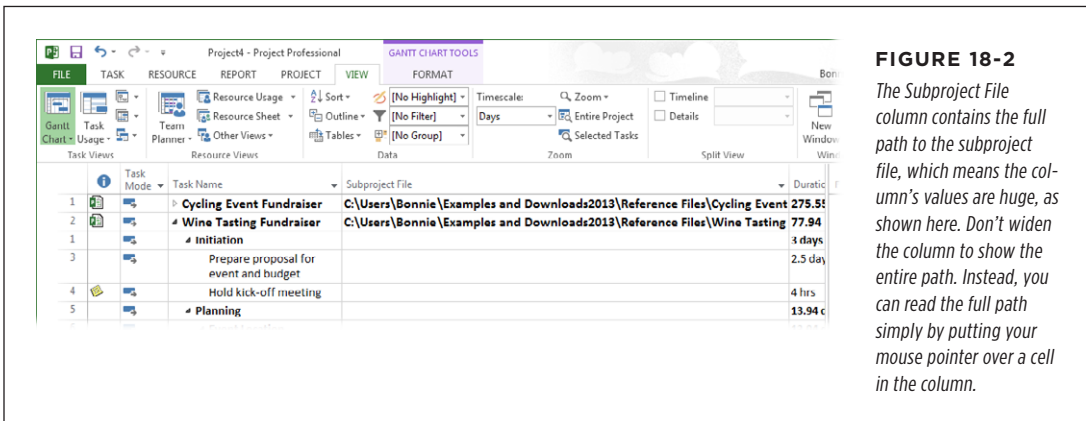 Project4 - Project Professional
GANTT CHART TOOLS
FILE TASK RESOURCE REPORT PROJECT VIEW FORMAT
Gantt Chart
Task Usage
Task Views
Team Planner
Resource Usage
Resource Sheet
Other Views
Resource Views
Sort
Outline
Tables
[No Highlight]
[No Filter]
[No Group]
Data
Timescale:
Days
Zoom
Entire Project
Selected Tasks
Zoom
Timeline
Details
Split View
New Window
Task Mode Task Name Subproject File
1 Cycling Event Fundraiser C:\Users\Bonnie\Examples and Downloads2013\Reference Files\Cycling Event 275.55
2 Wine Tasting Fundraiser C:\Users\Bonnie\Examples and Downloads2013\Reference Files\Wine Tasting 77.94
1 Initiation 3 days
3 Prepare proposal for 2.5 day
event and budget
4 Hold kick-off meeting 4 hrs
5 Planning 13.94 d
FIGURE 18-2
The Subproject File
column contains the full
path to the subproject
file, which means the col-
umn's values are huge, as
shown here. Don't widen
the column to show the
entire path. Instead, you
can read the full path
simply by putting your
mouse pointer over a cell
in the column.